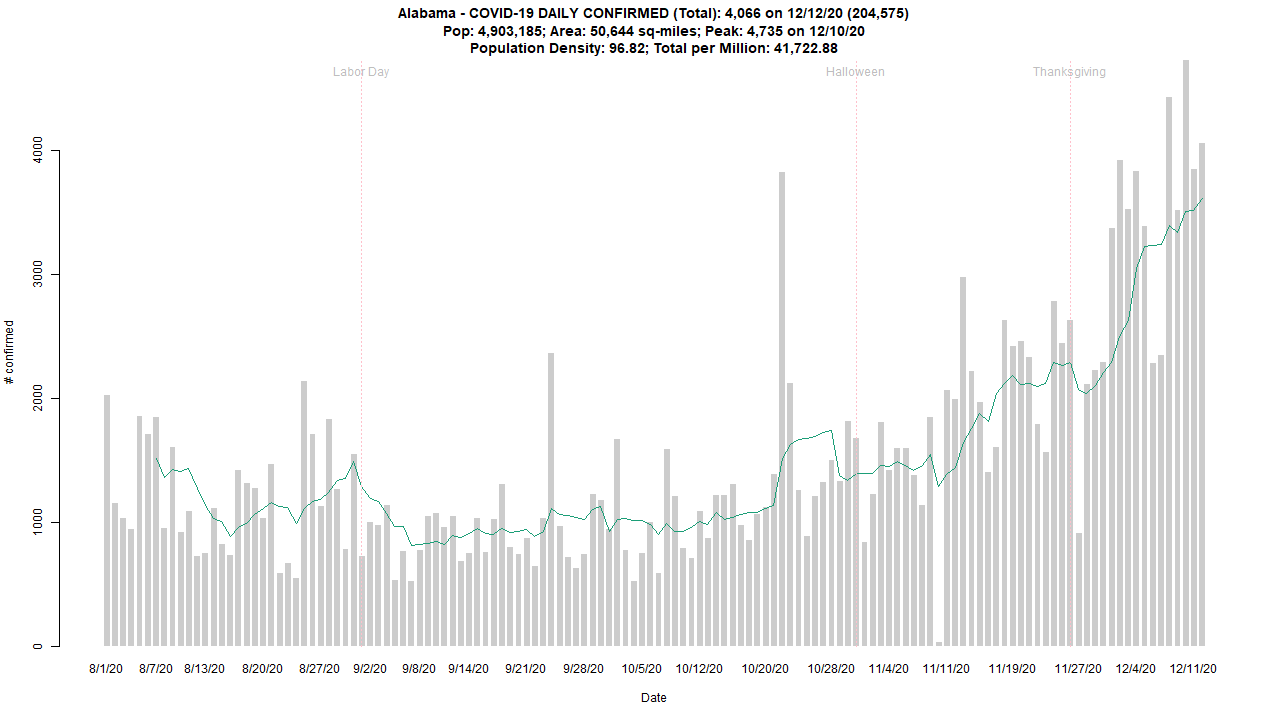 Alabama - COVID-19 DAILY CONFIRMED (Total): 4,066 on 12/12/20 (204,575)
Pop: 4,903,185; Area: 50,644 sq-miles; Peak: 4,735 on 12/10/20
Population Density: 96.82; Total per Million: 41,722.88
Labor Day Halloween Thanksgiving
4000
3000
2000
1000
0
# confirmed
8/1/20 8/7/20 8/13/20 8/20/20 8/27/20 9/2/20 9/8/20 9/14/20 9/21/20 9/28/20 10/5/20 10/12/20 10/20/20 10/28/20 11/4/20 11/11/20 11/19/20 11/27/20 12/4/20 12/11/20
Date